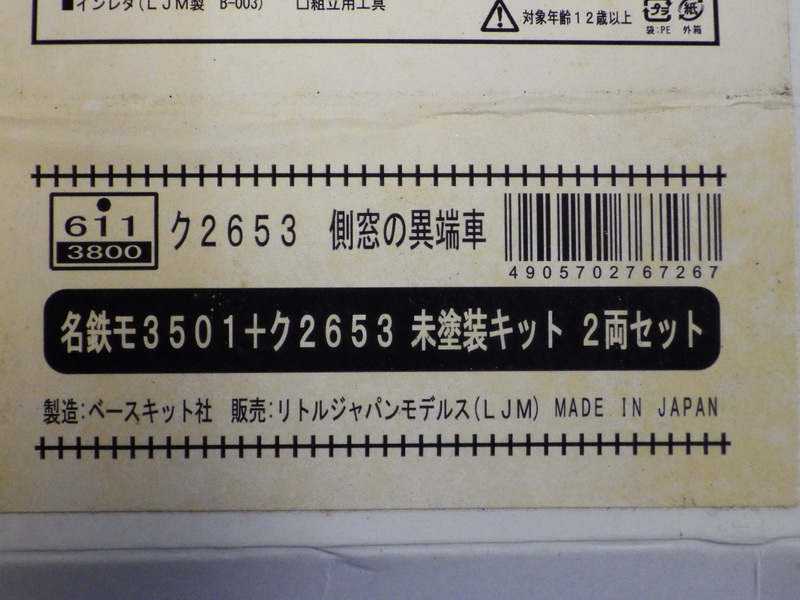 ■インレタ(LJM製 B-003) □組立用工具
対象年齢12歳以上
プラ 紙
袋:PE 外箱
611
3800
ク2653 側窓の異端車
4905702767267
名鉄モ3501+ク2653 未塗装キット 2両セット
製造:ベースキット社 販売:リトルジャパンモデルス(LJM) MADE IN JAPAN